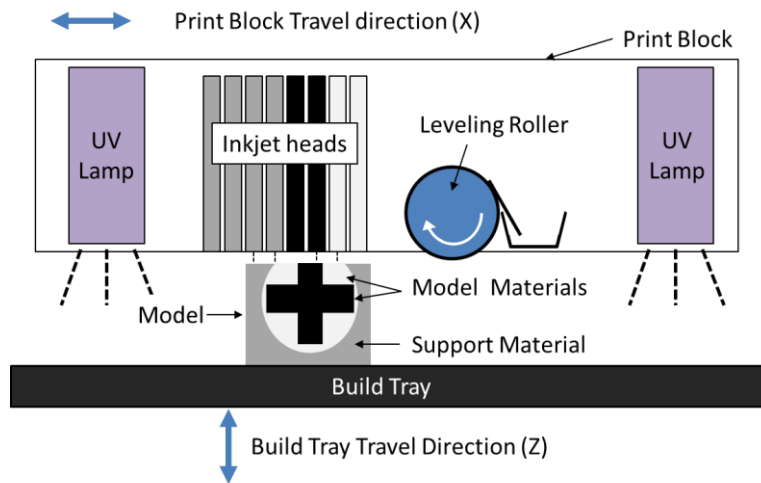 Print Block Travel direction (X)
Print Block
UV
Lamp
Inkjet heads
Leveling Roller
UV
Lamp
Model Materials
Model
Support Material
Build Tray
Build Tray Travel Direction (Z)